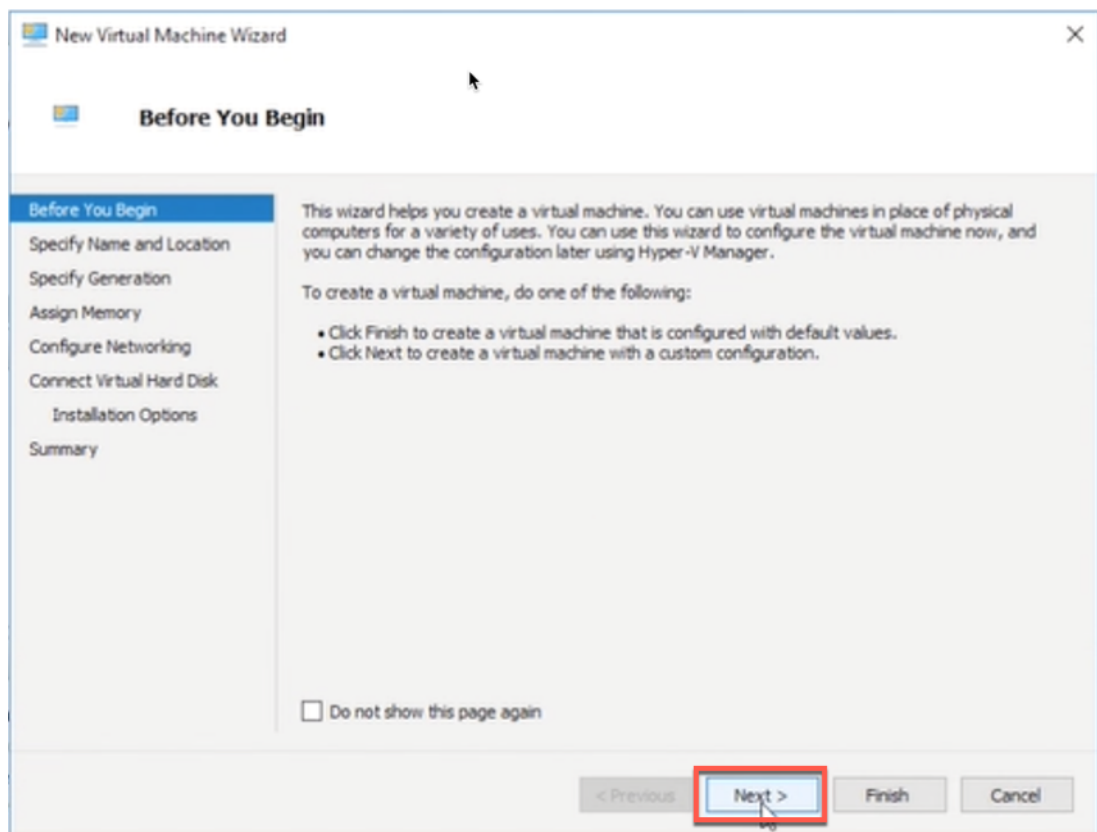 New Virtual Machine Wizard
Before You Begin
Before You Begin
Specify Name and Location
Specify Generation
Assign Memory
Configure Networking
Connect Virtual Hard Disk
Installation Options
Summary
This wizard helps you create a virtual machine. You can use virtual machines in place of physical
computers for a variety of uses. You can use this wizard to configure the virtual machine now, and
you can change the configuration later using Hyper-V Manager.
To create a virtual machine, do one of the following:
• Click Finish to create a virtual machine that is configured with default values.
• Click Next to create a virtual machine with a custom configuration.
Do not show this page again
< Previous
Next >
Finish
Cancel